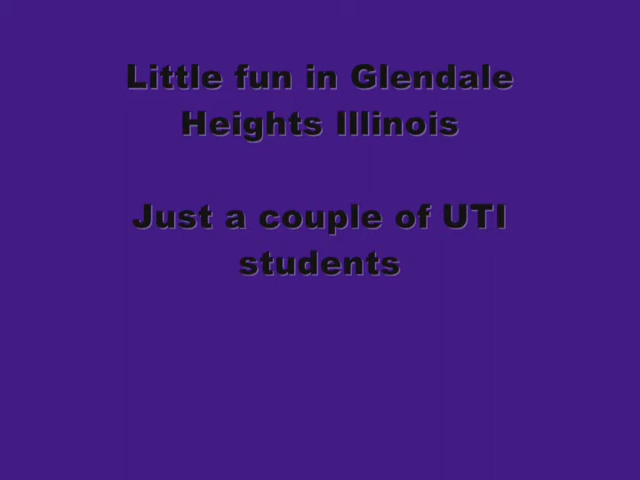 Little fun in Glendale
Heights Illinois
Just a couple of UTI
students